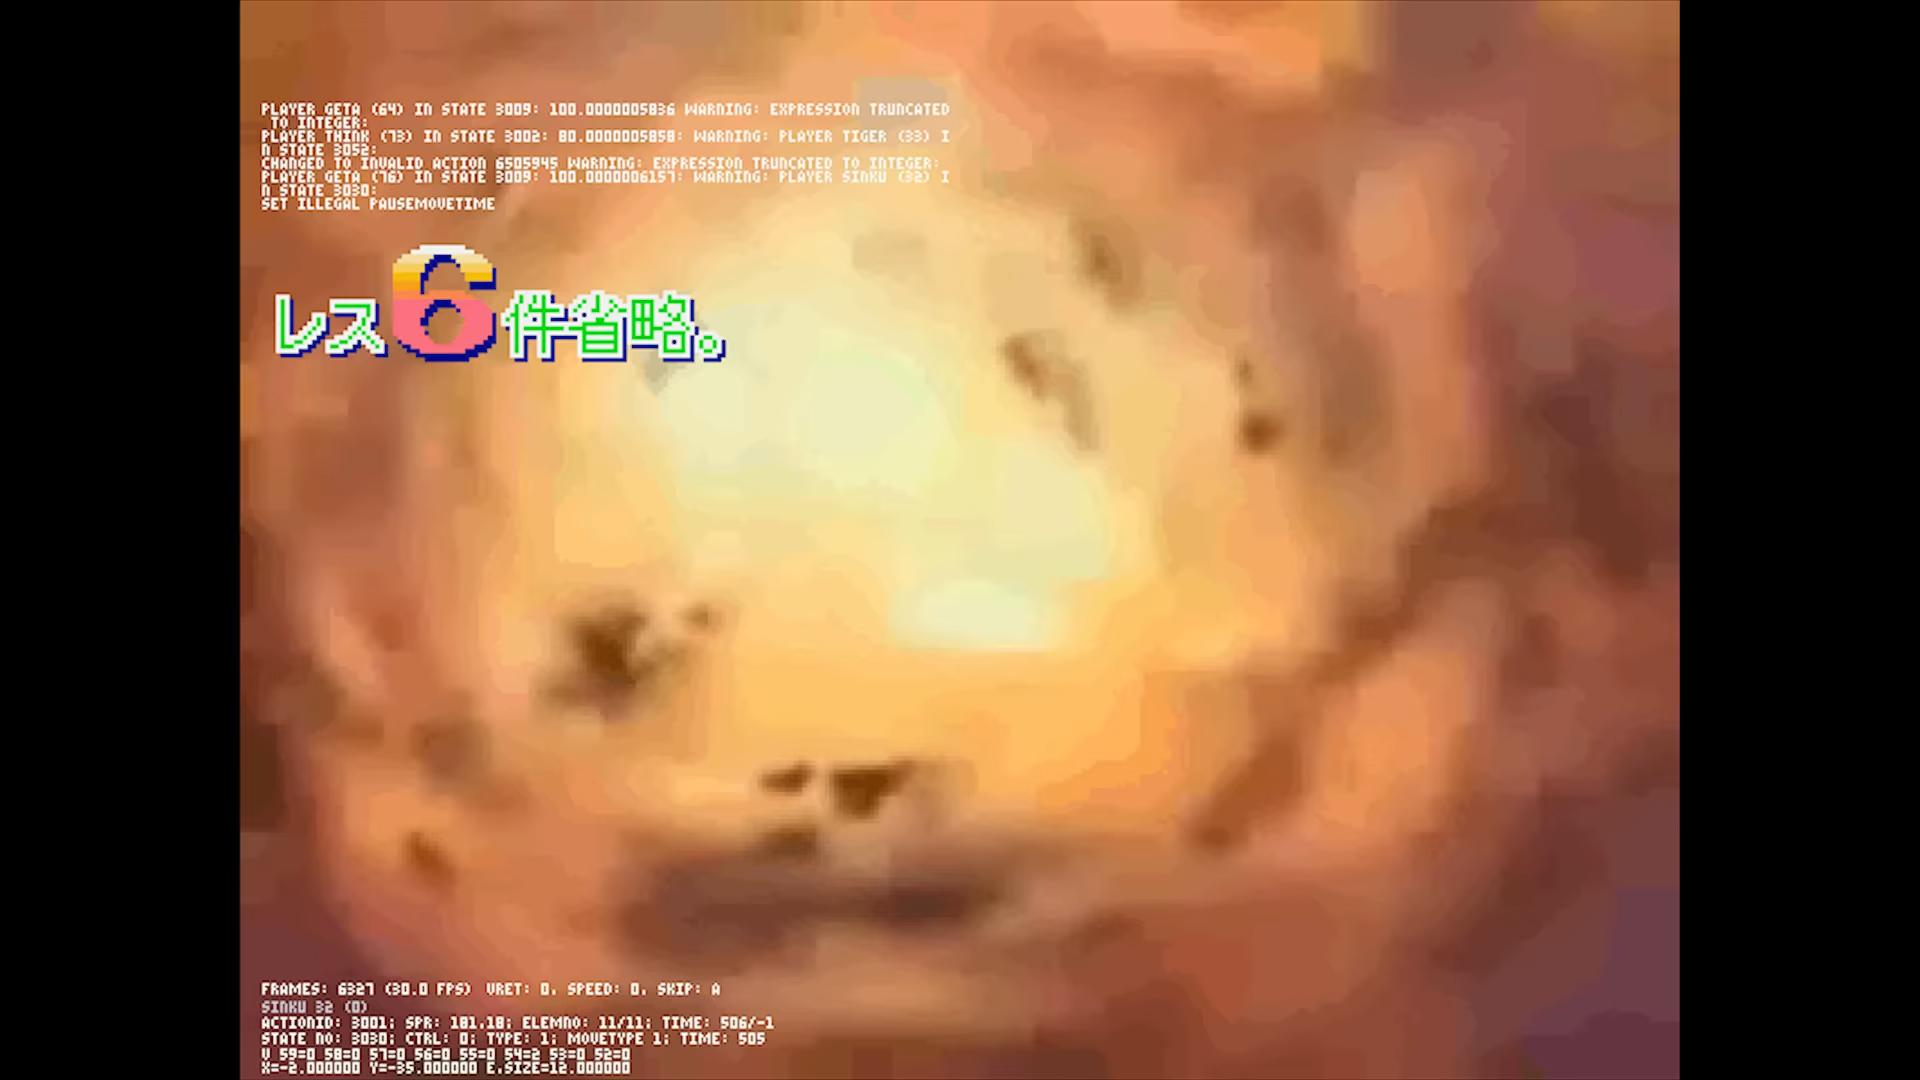 PLAYER GETA (64) IN STATE 3009: 100.0000005836 WARNING: EXPRESSION TRUNCATED
TO INTEGER:
PLAYER THINK (73) IN STATE 3002: 80.0000005858: WARNING: PLAYER TIGER (33) I
N STATE 3052:
CHANGED TO INVALID ACTION 6505945 WARNING: EXPRESSION TRUNCATED TO INTEGER:
PLAYER GETA (76) IN STATE 3009: 100.0000006157: WARNING: PLAYER SINKU (32) I
N STATE 3030:
SET ILLEGAL PAUSEMOVETIME
レス6件省略。
FRAMES: 6327 (30.0 FPS) VRET: 0. SPEED: 0. SKIP: A
SINKU 32 (0)
ACTIONID: 3001; SPR: 181,18; ELEMNO: 11/11; TIME: 506/-1
STATE NO: 3030; CTRL: 0; TYPE: 1; MOVETYPE 1; TIME: 505
V 59=0 58=0 57=0 56=0 55=0 54=2 53=0 52=0
X=-2.000000 Y=-35.000000 E.SIZE=12.000000